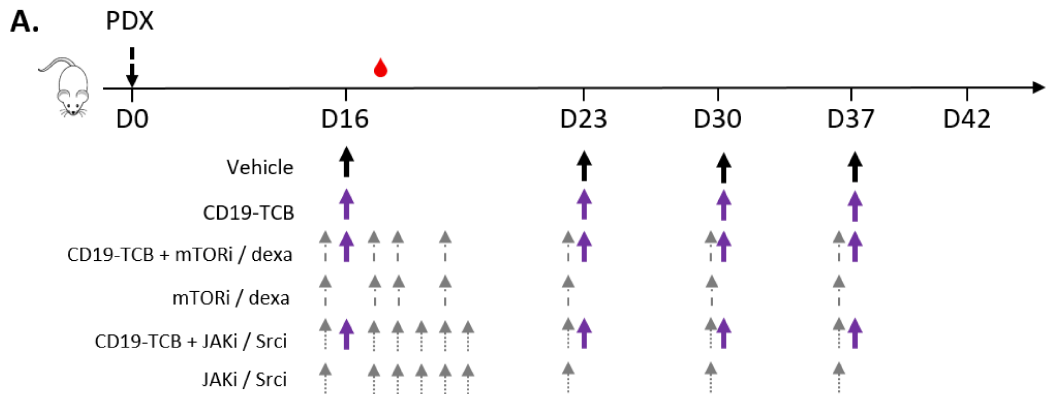 A.
PDX
D0 D16 D23 D30 D37 D42
Vehicle
CD19-TCB
CD19-TCB + mTORi / dexa
mTORi / dexa
CD19-TCB + JAKi / Srci
JAKi / Srci